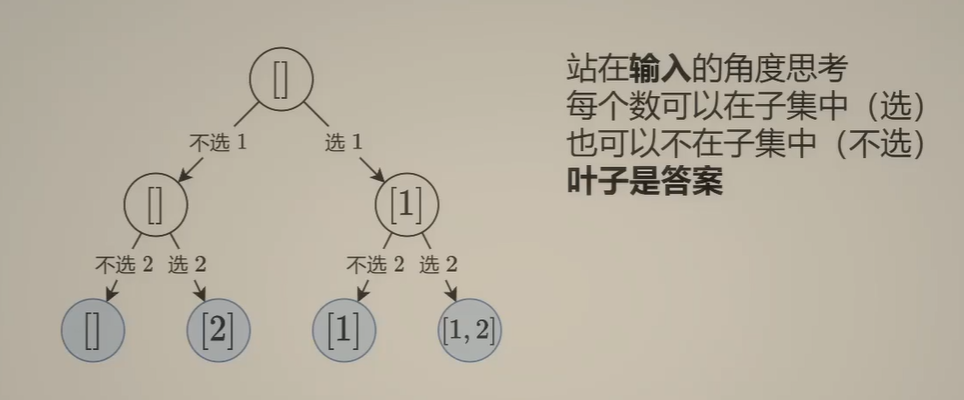 []
不选 1
选 1
[]
[1]
不选 2
选 2
不选 2
选 2
[]
[2]
[1]
[1, 2]
站在输入的角度思考
每个数可以在子集中（选）
也可以不在子集中（不选）
叶子是答案